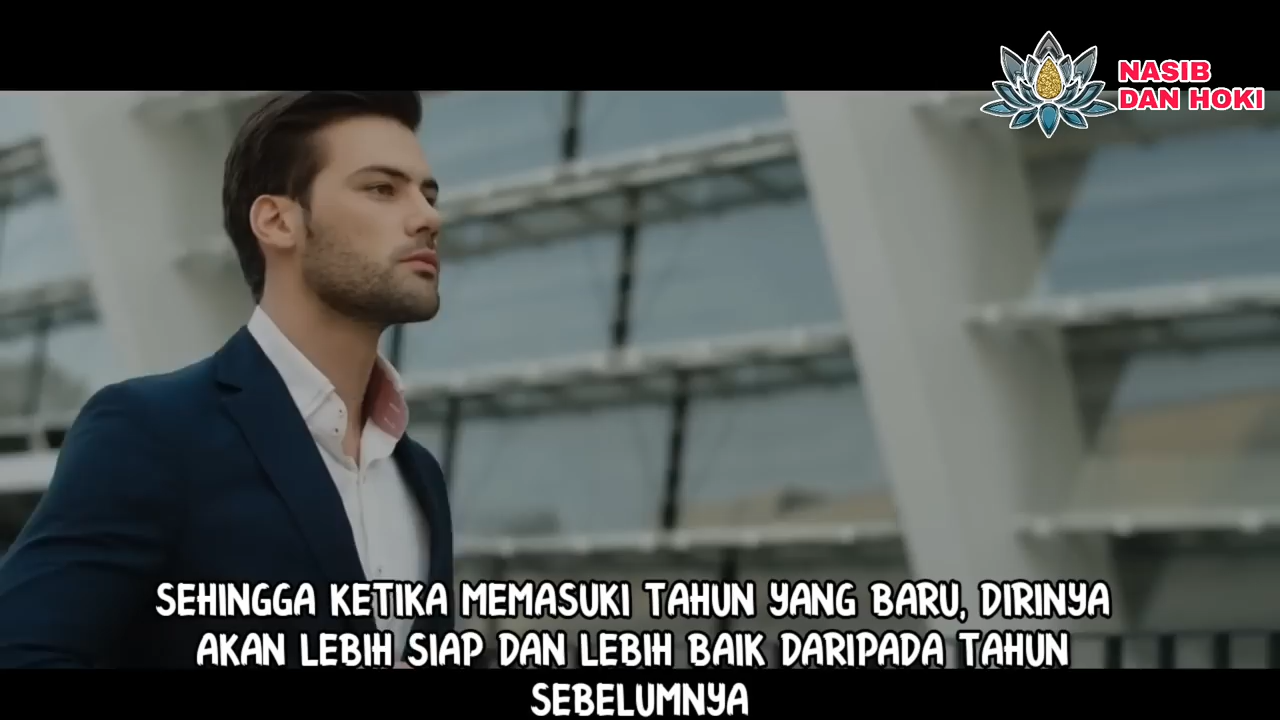 NASIB
DAN HOKI
SEHINGGA KETIKA MEMASUKI TAHUN YANG BARU, DIRINYA
AKAN LEBIH SIAP DAN LEBIH BAIK DARIPADA TAHUN
SEBELUMNYA